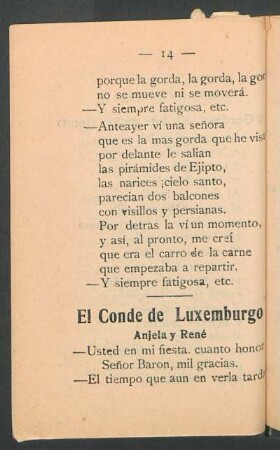 — 14 —
porque la gorda, la gorda, la gor
no se mueve ni se moverá.
—Y siempre fatigosa, etc.
—Anteayer ví una señora
que es la mas gorda que he vist
por delante le salian
las pirámides de Ejipto,
las narices ¡cielo santo,
parecian dos balcones
con visillos y persianas.
Por detras la ví un momento,
y así, al pronto, me creí
que era el carro de la carne
que empezaba a repartir.
—Y siempre fatigosa, etc.
El Conde de Luxemburgo
Anjela y René
—Usted en mi fiesta. cuanto honor
Señor Baron, mil gracias.
—El tiempo que aun en verla tarde